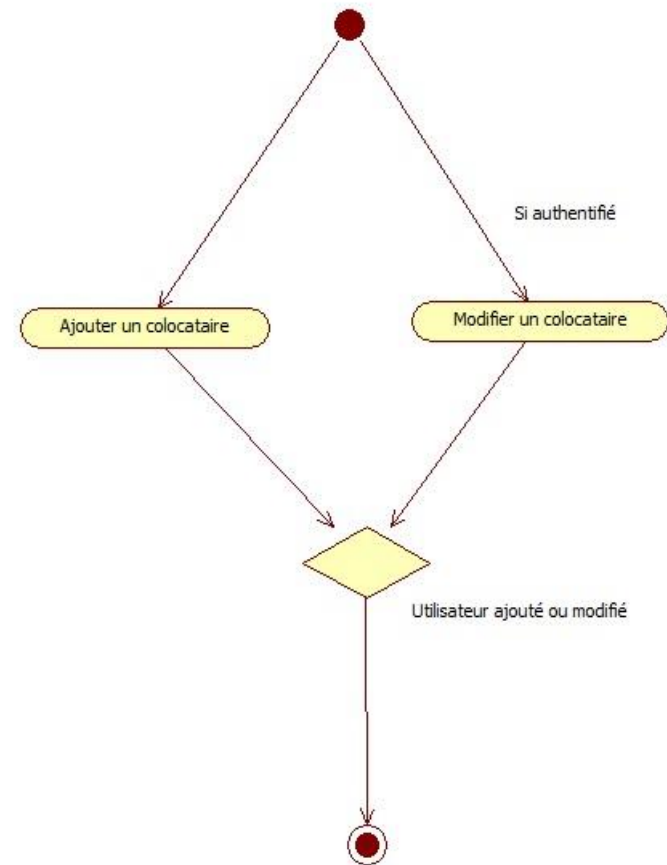 Si authentifié
Ajouter un colocataire
Modifier un colocataire
Utilisateur ajouté ou modifié